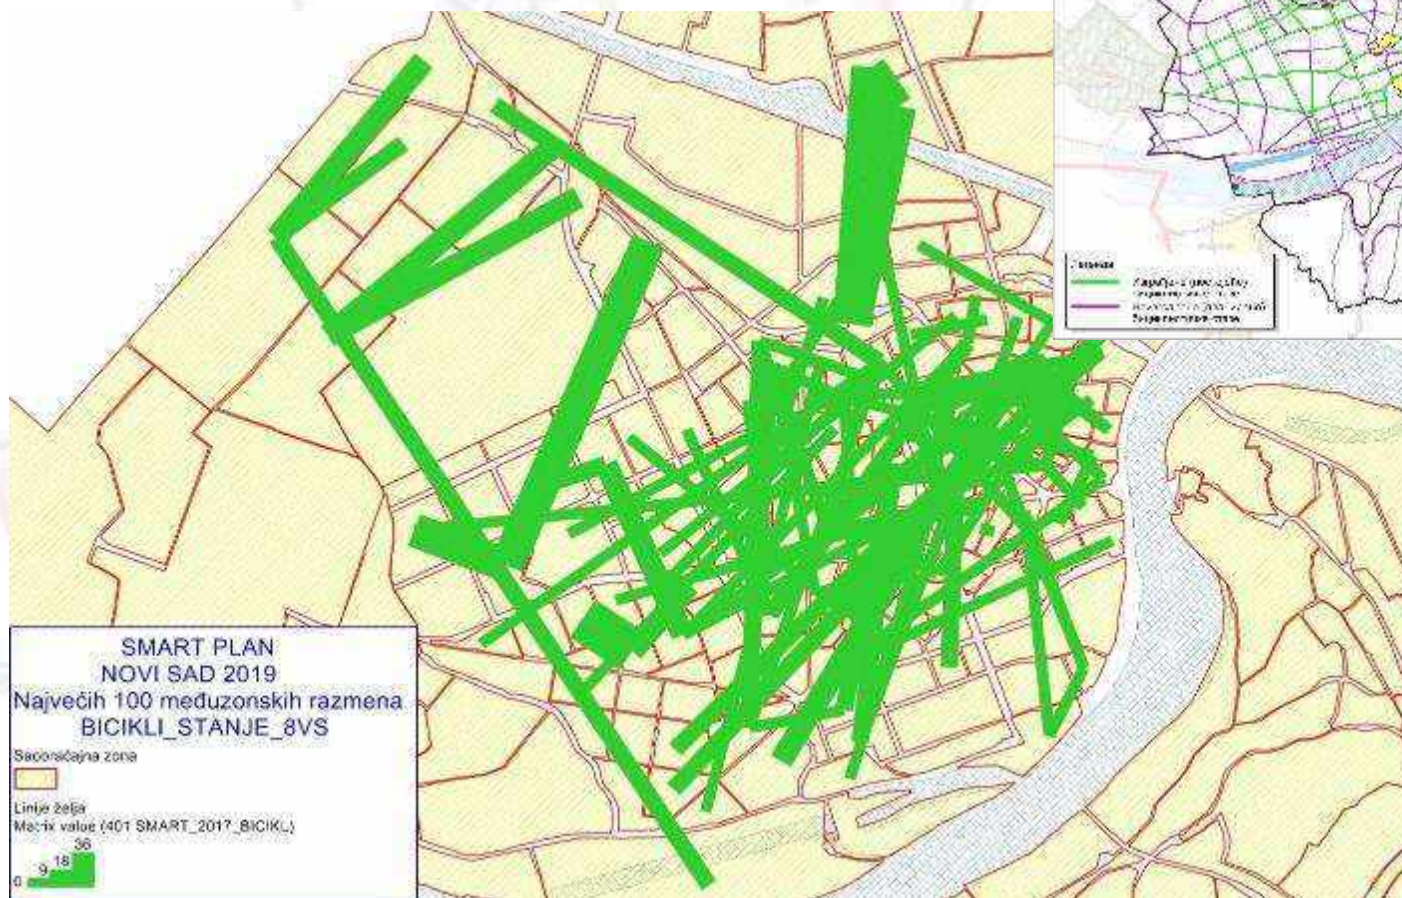 SMART PLAN
NOVI SAD 2019
Najvećih 100 međuzonskih razmena
BICIKLI_STANJE_8VS
Saobraćajna zona
Linije želja
Matrix value (401 SMART_2017_BICIKL)
0 9 18 36